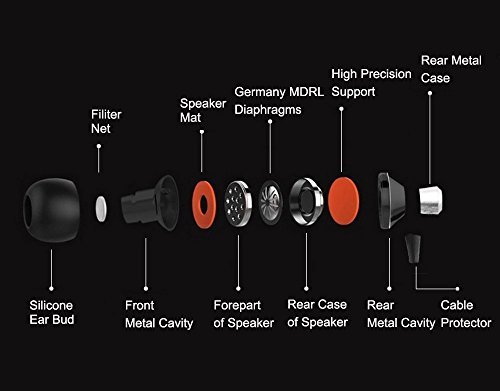 Rear Metal
Case
High Precision
Support
Germany MDRL
Diaphragms
Speaker
Mat
Filiter
Net
Silicone
Ear Bud
Front
Metal Cavity
Forepart
of Speaker
Rear Case
of Speaker
Rear
Metal Cavity
Cable
Protector